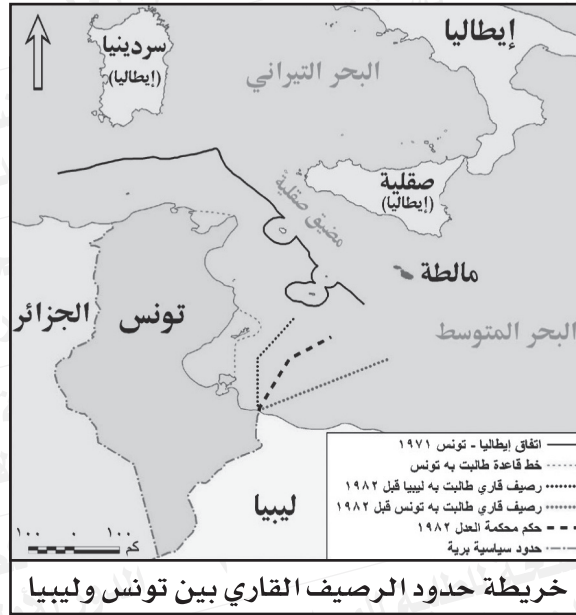 إيطاليا
سردينيا
(إيطاليا)
البحر التيراني
صقلية
(إيطاليا)
مضيق صقلية
مالطة
الجزائر
تونس
البحر المتوسط
ليبيا
اتفاق إيطاليا - تونس ١٩٧١
خط قاعدة طالبت به تونس
رصيف قاري طالبت به ليبيا قبل ١٩٨٢
رصيف قاري طالبت به تونس قبل ١٩٨٢
حكم محكمة العدل ١٩٨٢
حدود سياسية برية
١٠٠ ٠ ١٠٠
كم
خريطة حدود الرصيف القاري بين تونس وليبيا